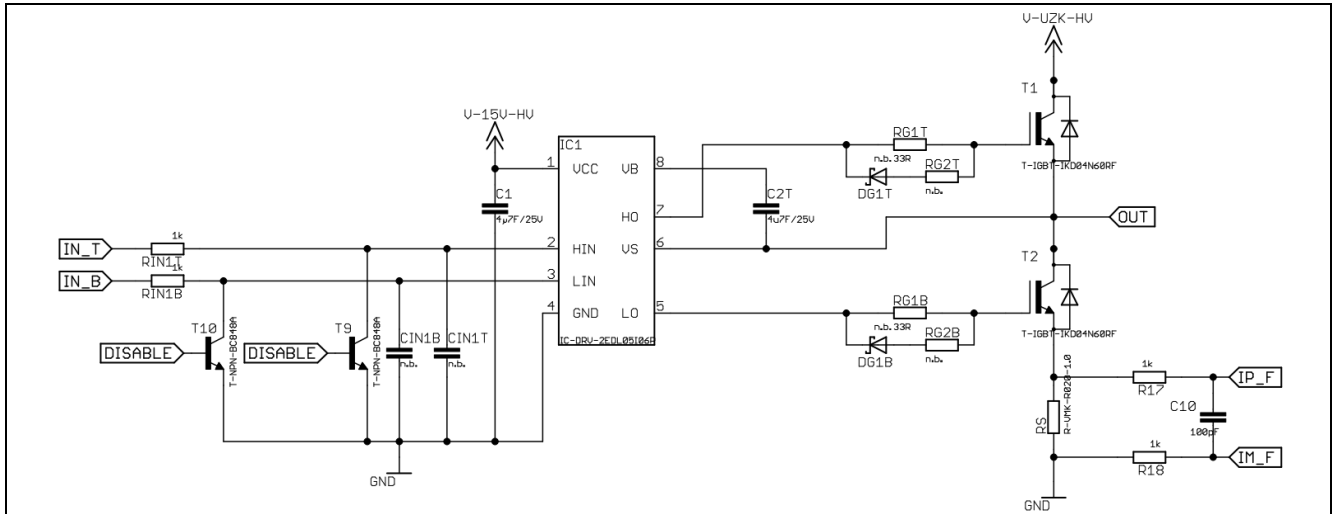 V-UZK-HV
T1
V-15V-HV
IC1
RG1T
1
VCC
VB
8
n.b.33R
RG2T
T-IGBT-IKD04N60RF
C1
C2T
DG1T
n.b.
4µ7F/25V
HO
7
4u7F/25V
OUT
1k
IN_T
2
HIN
VS
6
RIN1T
T2
1k
IN_B
3
LIN
RIN1B
RG1B
4
GND
LO
5
n.b.33R
T10
T9
RG2B
T-IGBT-IKD04N60RF
CIN1B
CIN1T
IC-DRV-2EDL05I06P
DISABLE
DISABLE
n.b.
n.b.
DG1B
n.b.
T-NPN-BC848A
T-NPN-BC848A
1k
IP_F
R17
RS
R-VMK-R020-1.0
C10
100pF
1k
IM_F
R18
GND
GND